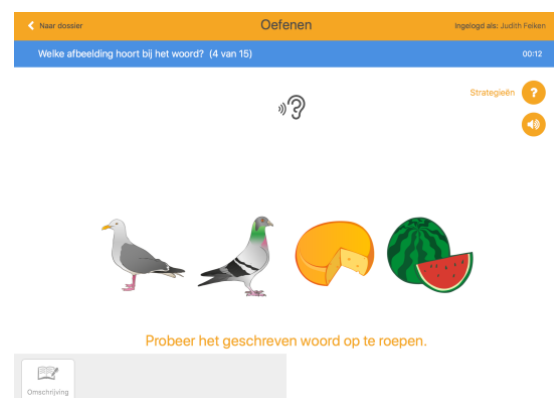 Naar dossier
Oefenen
Ingelogd als: Judith Felken
Welke afbeelding hoort bij het woord? (4 van 15)
00:12
Strategieën
?
Probeer het geschreven woord op te roepen.
Omschrijving